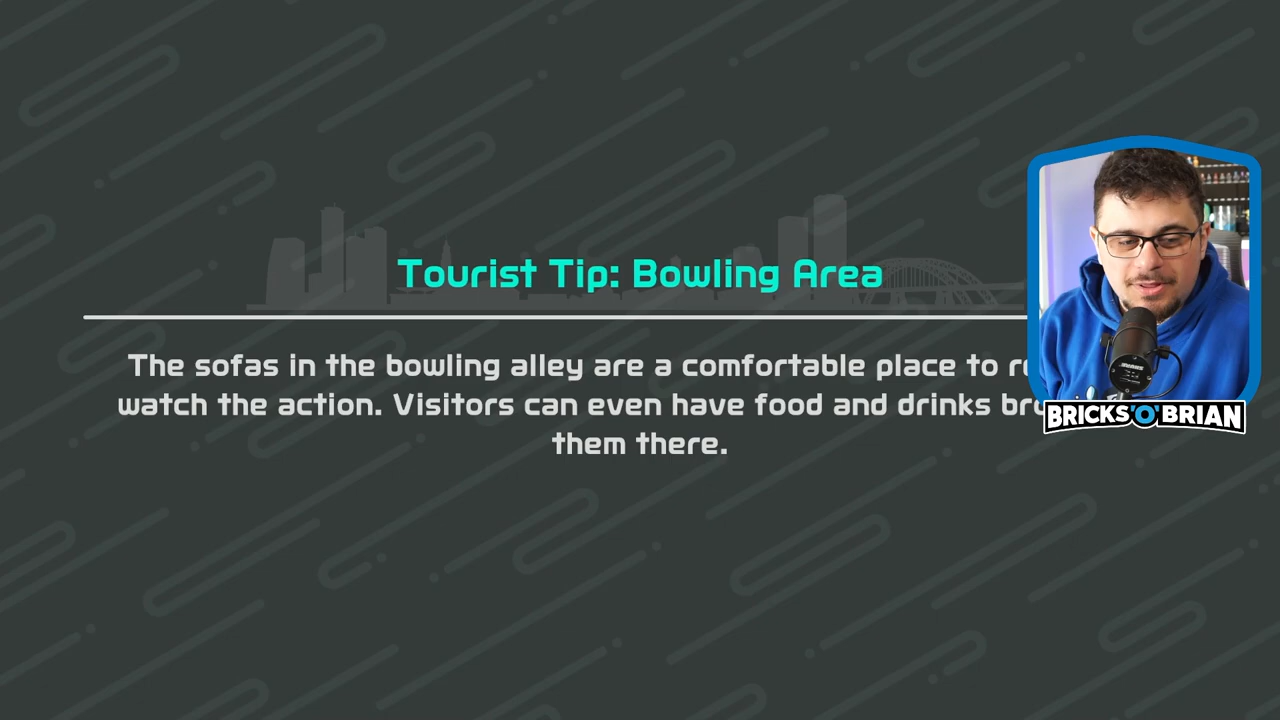 Tourist Tip: Bowling Area
The sofas in the bowling alley are a comfortable place to
watch the action. Visitors can even have food and drinks
them there.
BRICKS'O'BRIAN